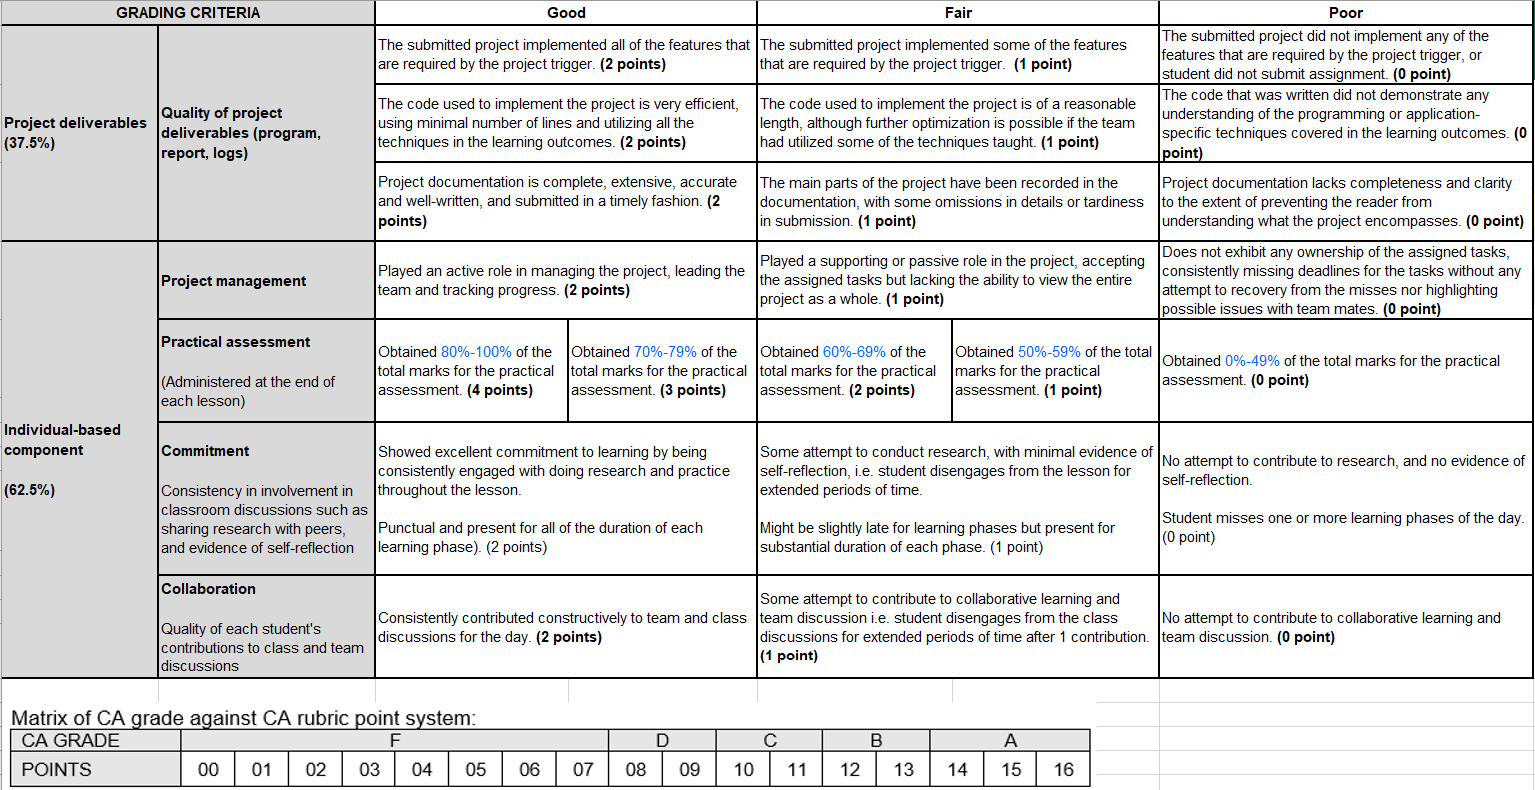 GRADING CRITERIA
Good
Fair
Poor
Project deliverables
(37.5%)
Quality of project
deliverables (program,
report, logs)
The submitted project implemented all of the features that
are required by the project trigger. (2 points)
The submitted project implemented some of the features
that are required by the project trigger. (1 point)
The submitted project did not implement any of the
features that are required by the project trigger, or
student did not submit assignment. (0 point)
The code used to implement the project is very efficient,
using minimal number of lines and utilizing all the
techniques in the learning outcomes. (2 points)
The code used to implement the project is of a reasonable
length, although further optimization is possible if the team
had utilized some of the techniques taught. (1 point)
The code that was written did not demonstrate any
understanding of the programming or application-
specific techniques covered in the learning outcomes. (0
point)
Project documentation is complete, extensive, accurate
and well-written, and submitted in a timely fashion. (2
points)
The main parts of the project have been recorded in the
documentation, with some omissions in details or tardiness
in submission. (1 point)
Project documentation lacks completeness and clarity
to the extent of preventing the reader from
understanding what the project encompasses. (0 point)
Individual-based
component
(62.5%)
Project management
Played an active role in managing the project, leading the
team and tracking progress. (2 points)
Played a supporting or passive role in the project, accepting
the assigned tasks but lacking the ability to view the entire
project as a whole. (1 point)
Does not exhibit any ownership of the assigned tasks,
consistently missing deadlines for the tasks without any
attempt to recovery from the misses nor highlighting
possible issues with team mates. (0 point)
Practical assessment
(Administered at the end of
each lesson)
Obtained 80%-100% of the
total marks for the practical
assessment. (4 points)
Obtained 70%-79% of the
total marks for the practical
assessment. (3 points)
Obtained 60%-69% of the
total marks for the practical
assessment. (2 points)
Obtained 50%-59% of the total
marks for the practical
assessment. (1 point)
Obtained 0%-49% of the total marks for the practical
assessment. (0 point)
Commitment
Consistency in involvement in
classroom discussions such as
sharing research with peers,
and evidence of self-reflection
Showed excellent commitment to learning by being
consistently engaged with doing research and practice
throughout the lesson.
Punctual and present for all of the duration of each
learning phase). (2 points)
Some attempt to conduct research, with minimal evidence of
self-reflection, i.e. student disengages from the lesson for
extended periods of time.
Might be slightly late for learning phases but present for
substantial duration of each phase. (1 point)
No attempt to contribute to research, and no evidence of
self-reflection.
Student misses one or more learning phases of the day.
(0 point)
Collaboration
Quality of each student's
contributions to class and team
discussions
Consistently contributed constructively to team and class
discussions for the day. (2 points)
Some attempt to contribute to collaborative learning and
team discussion i.e. student disengages from the class
discussions for extended periods of time after 1 contribution.
(1 point)
No attempt to contribute to collaborative learning and
team discussion. (0 point)
Matrix of CA grade against CA rubric point system:
CA GRADE F D C B A
POINTS 00 01 02 03 04 05 06 07 08 09 10 11 12 13 14 15 16